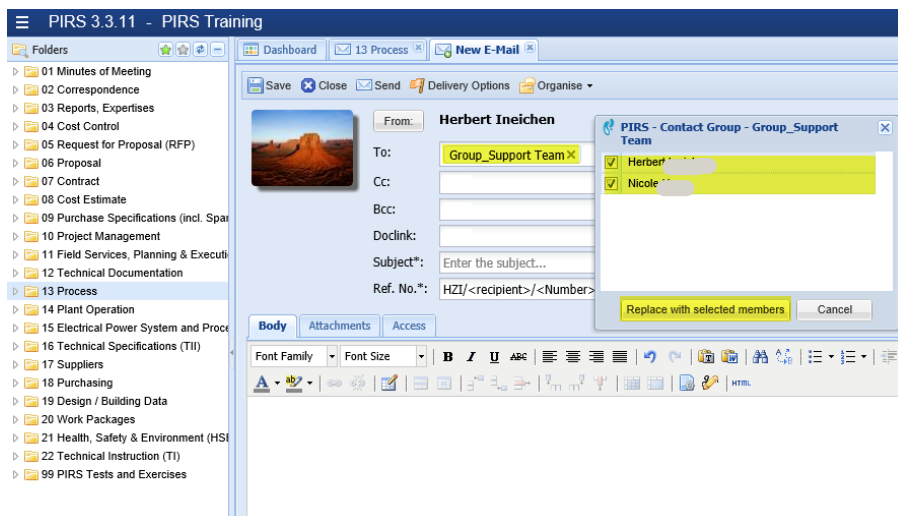 PIRS 3.3.11 - PIRS Training
Folders
01 Minutes of Meeting
02 Correspondence
03 Reports, Expertises
04 Cost Control
05 Request for Proposal (RFP)
06 Proposal
07 Contract
08 Cost Estimate
09 Purchase Specifications (incl. Spar
10 Project Management
11 Field Services, Planning & Executi
12 Technical Documentation
13 Process
14 Plant Operation
15 Electrical Power System and Proce
16 Technical Specifications (TII)
17 Suppliers
18 Purchasing
19 Design / Building Data
20 Work Packages
21 Health, Safety & Environment (HSE
22 Technical Instruction (TI)
99 PIRS Tests and Exercises
Dashboard 13 Process New E-Mail
Save Close Send Delivery Options Organise
From: Herbert Ineichen
To: Group_Support Team
Cc:
Bcc:
Doclink:
Subject*: Enter the subject...
Ref. No.*: HZI/<recipient>/<Number>
PIRS - Contact Group - Group_Support
Team
Herbert
Nicole
Replace with selected members Cancel
Body Attachments Access
Font Family Font Size B I U ABC
A ab HTML